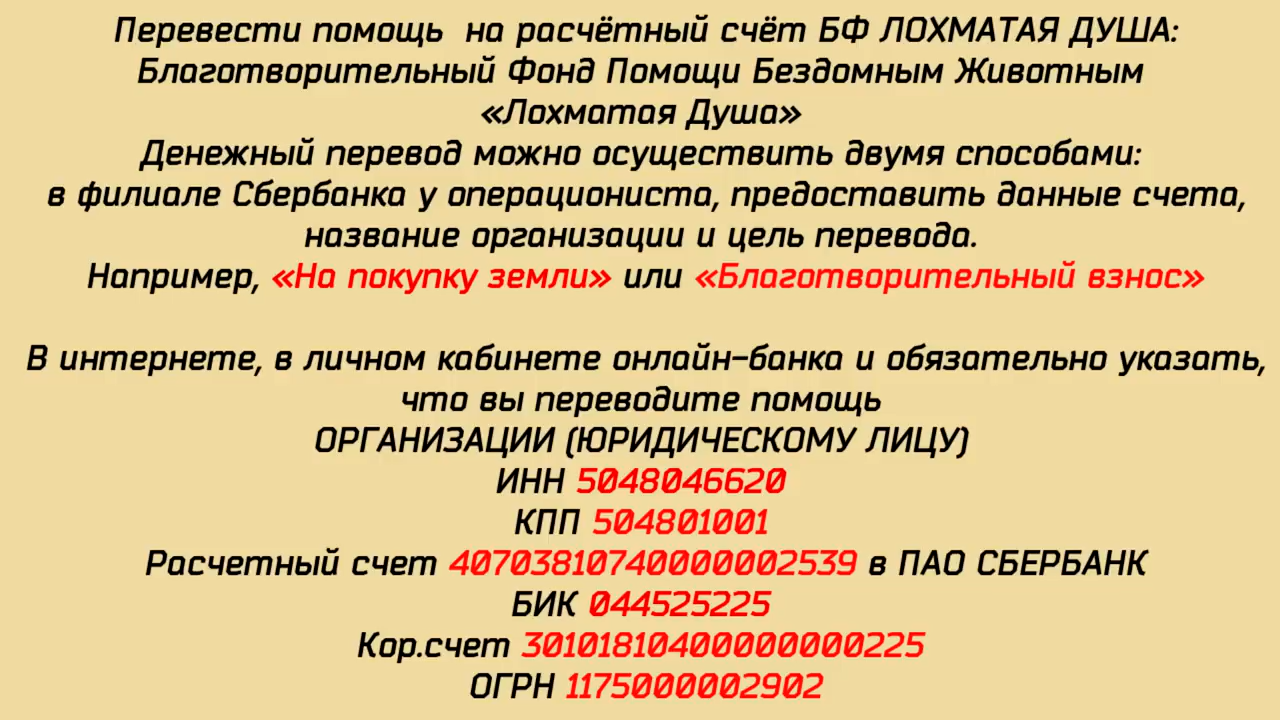 Перевести помощь на расчётный счёт БФ ЛОХМАТАЯ ДУША:
Благотворительный Фонд Помощи Бездомным Животным
«Лохматая Душа»
Денежный перевод можно осуществить двумя способами:
в филиале Сбербанка у операциониста, предоставить данные счета,
название организации и цель перевода.
Например, «На покупку земли» или «Благотворительный взнос»
В интернете, в личном кабинете онлайн-банка и обязательно указать,
что вы переводите помощь
ОРГАНИЗАЦИИ (ЮРИДИЧЕСКОМУ ЛИЦУ)
ИНН 5048046620
КПП 504801001
Расчетный счет 40703810740000002539 в ПАО СБЕРБАНК
БИК 044525225
Кор.счет 30101810400000000225
ОГРН 1175000002902